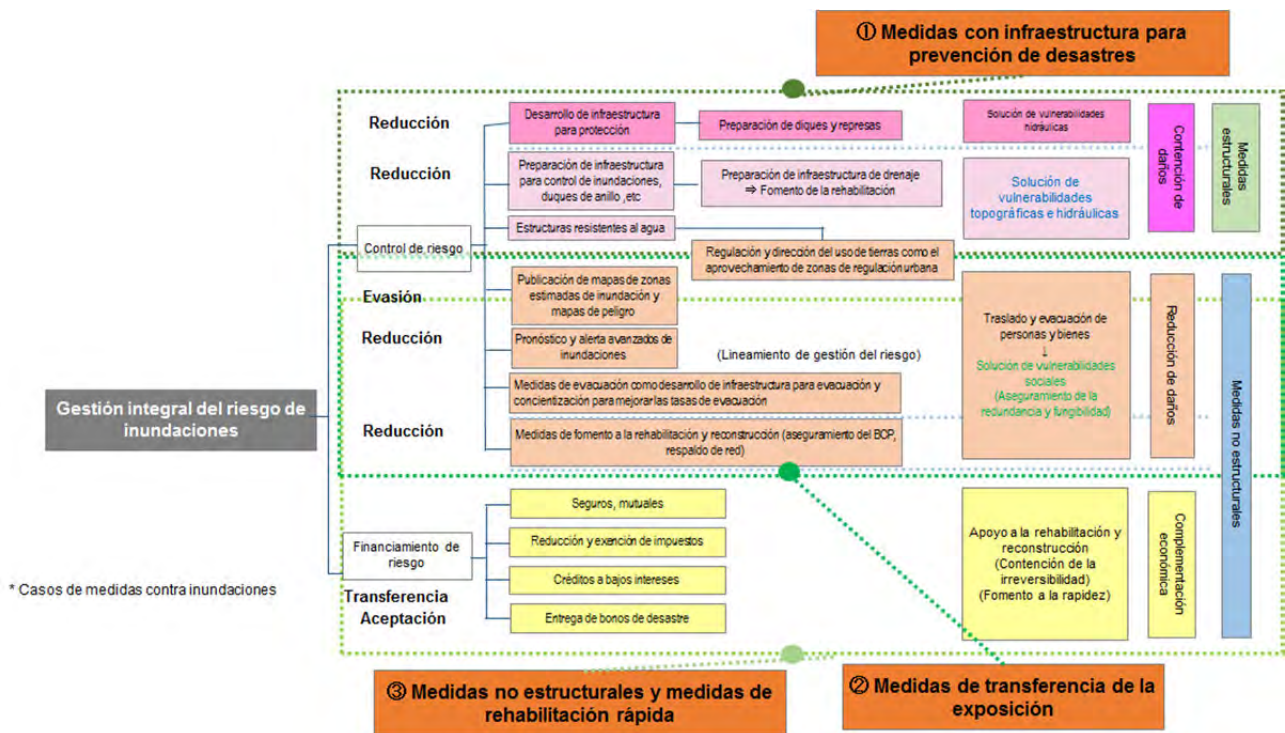 ① Medidas con infraestructura para
prevención de desastres
Reducción
Desarrollo de infraestructura
para protección
Preparación de diques y represas
Solución de vulnerabilidades
hidráulicas
Contención de
daños
Medidas
estructurales
Reducción
Preparación de infraestructura
para control de inundaciones,
duques de anillo ,etc
Preparación de infraestructura de drenaje
⇒ Fomento de la rehabilitación
Solución de
vulnerabilidades
topográficas e hidráulicas
Estructuras resistentes al agua
Control de riesgo
Regulación y dirección del uso de tierras como el
aprovechamiento de zonas de regulación urbana
Evasión
Publicación de mapas de zonas
estimadas de inundación y
mapas de peligro
Reducción
Pronóstico y alerta avanzados de
inundaciones
(Lineamiento de gestión del riesgo)
Traslado y evacuación de
personas y bienes
↓
Solución de vulnerabilidades
sociales
(Aseguramiento de la
redundancia y fungibilidad)
Reducción de daños
Medidas no estructurales
Medidas de evacuación como desarrollo de infraestructura para evacuación y
concientización para mejorar las tasas de evacuación
Gestión integral del riesgo de
inundaciones
Reducción
Medidas de fomento a la rehabilitación y reconstrucción (aseguramiento del BCP,
respaldo de red)
Seguros, mutuales
Financiamiento de
riesgo
Reducción y exención de impuestos
Apoyo a la rehabilitación y
reconstrucción
(Contención de la
irreversibilidad)
(Fomento a la rapidez)
Complementación
económica
Créditos a bajos intereses
* Casos de medidas contra inundaciones
Transferencia
Aceptación
Entrega de bonos de desastre
③ Medidas no estructurales y medidas de
rehabilitación rápida
② Medidas de transferencia de la
exposición